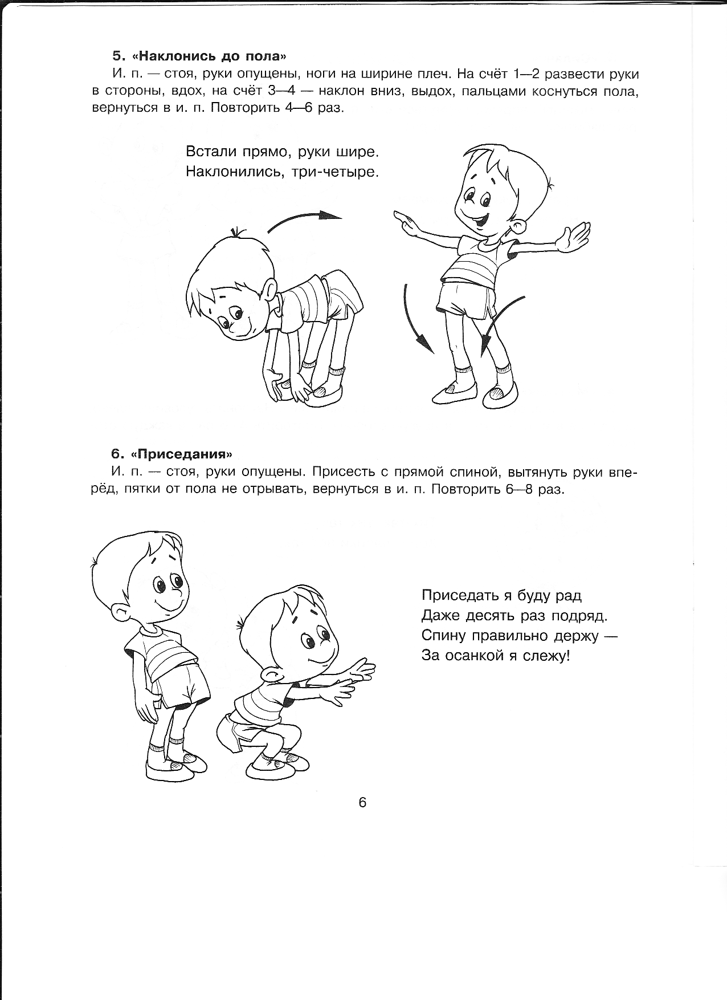 5. «Наклонись до пола»
И. п. — стоя, руки опущены, ноги на ширине плеч. На счёт 1—2 развести руки
в стороны, вдох, на счёт 3—4 — наклон вниз, выдох, пальцами коснуться пола,
вернуться в и. п. Повторить 4—6 раз.
Встали прямо, руки шире.
Наклонились, три-четыре.
6. «Приседания»
И. п. — стоя, руки опущены. Присесть с прямой спиной, вытянуть руки впе-
рёд, пятки от пола не отрывать, вернуться в и. п. Повторить 6—8 раз.
Приседать я буду рад
Даже десять раз подряд.
Спину правильно держу —
За осанкой я слежу!
6